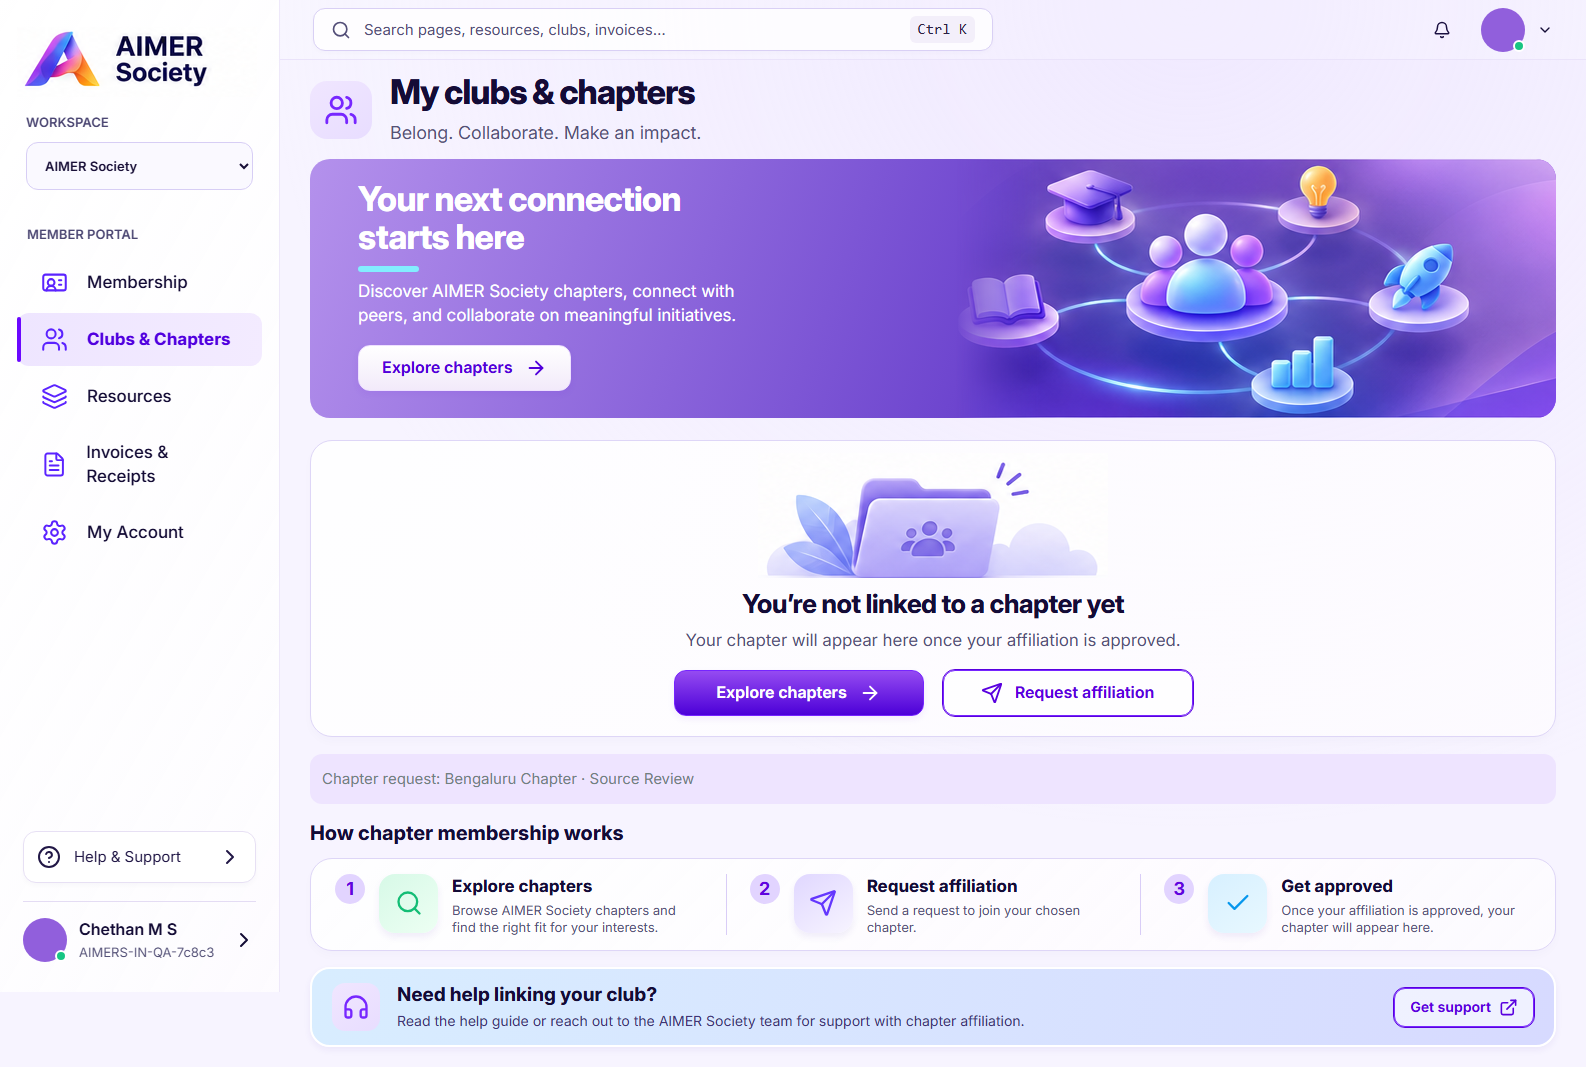 AIMER
Society
WORKSPACE
AIMER Society
MEMBER PORTAL
Membership
Clubs & Chapters
Resources
Invoices &
Receipts
My Account
Help & Support
Chethan M S
AIMERS-IN-QA-7c8c3
Search pages, resources, clubs, invoices...
Ctrl K
My clubs & chapters
Belong. Collaborate. Make an impact.
Your next connection
starts here
Discover AIMER Society chapters, connect with
peers, and collaborate on meaningful initiatives.
Explore chapters
You’re not linked to a chapter yet
Your chapter will appear here once your affiliation is approved.
Explore chapters
Request affiliation
Chapter request: Bengaluru Chapter · Source Review
How chapter membership works
1
Explore chapters
Browse AIMER Society chapters and
find the right fit for your interests.
2
Request affiliation
Send a request to join your chosen
chapter.
3
Get approved
Once your affiliation is approved, your
chapter will appear here.
Need help linking your club?
Read the help guide or reach out to the AIMER Society team for support with chapter affiliation.
Get support